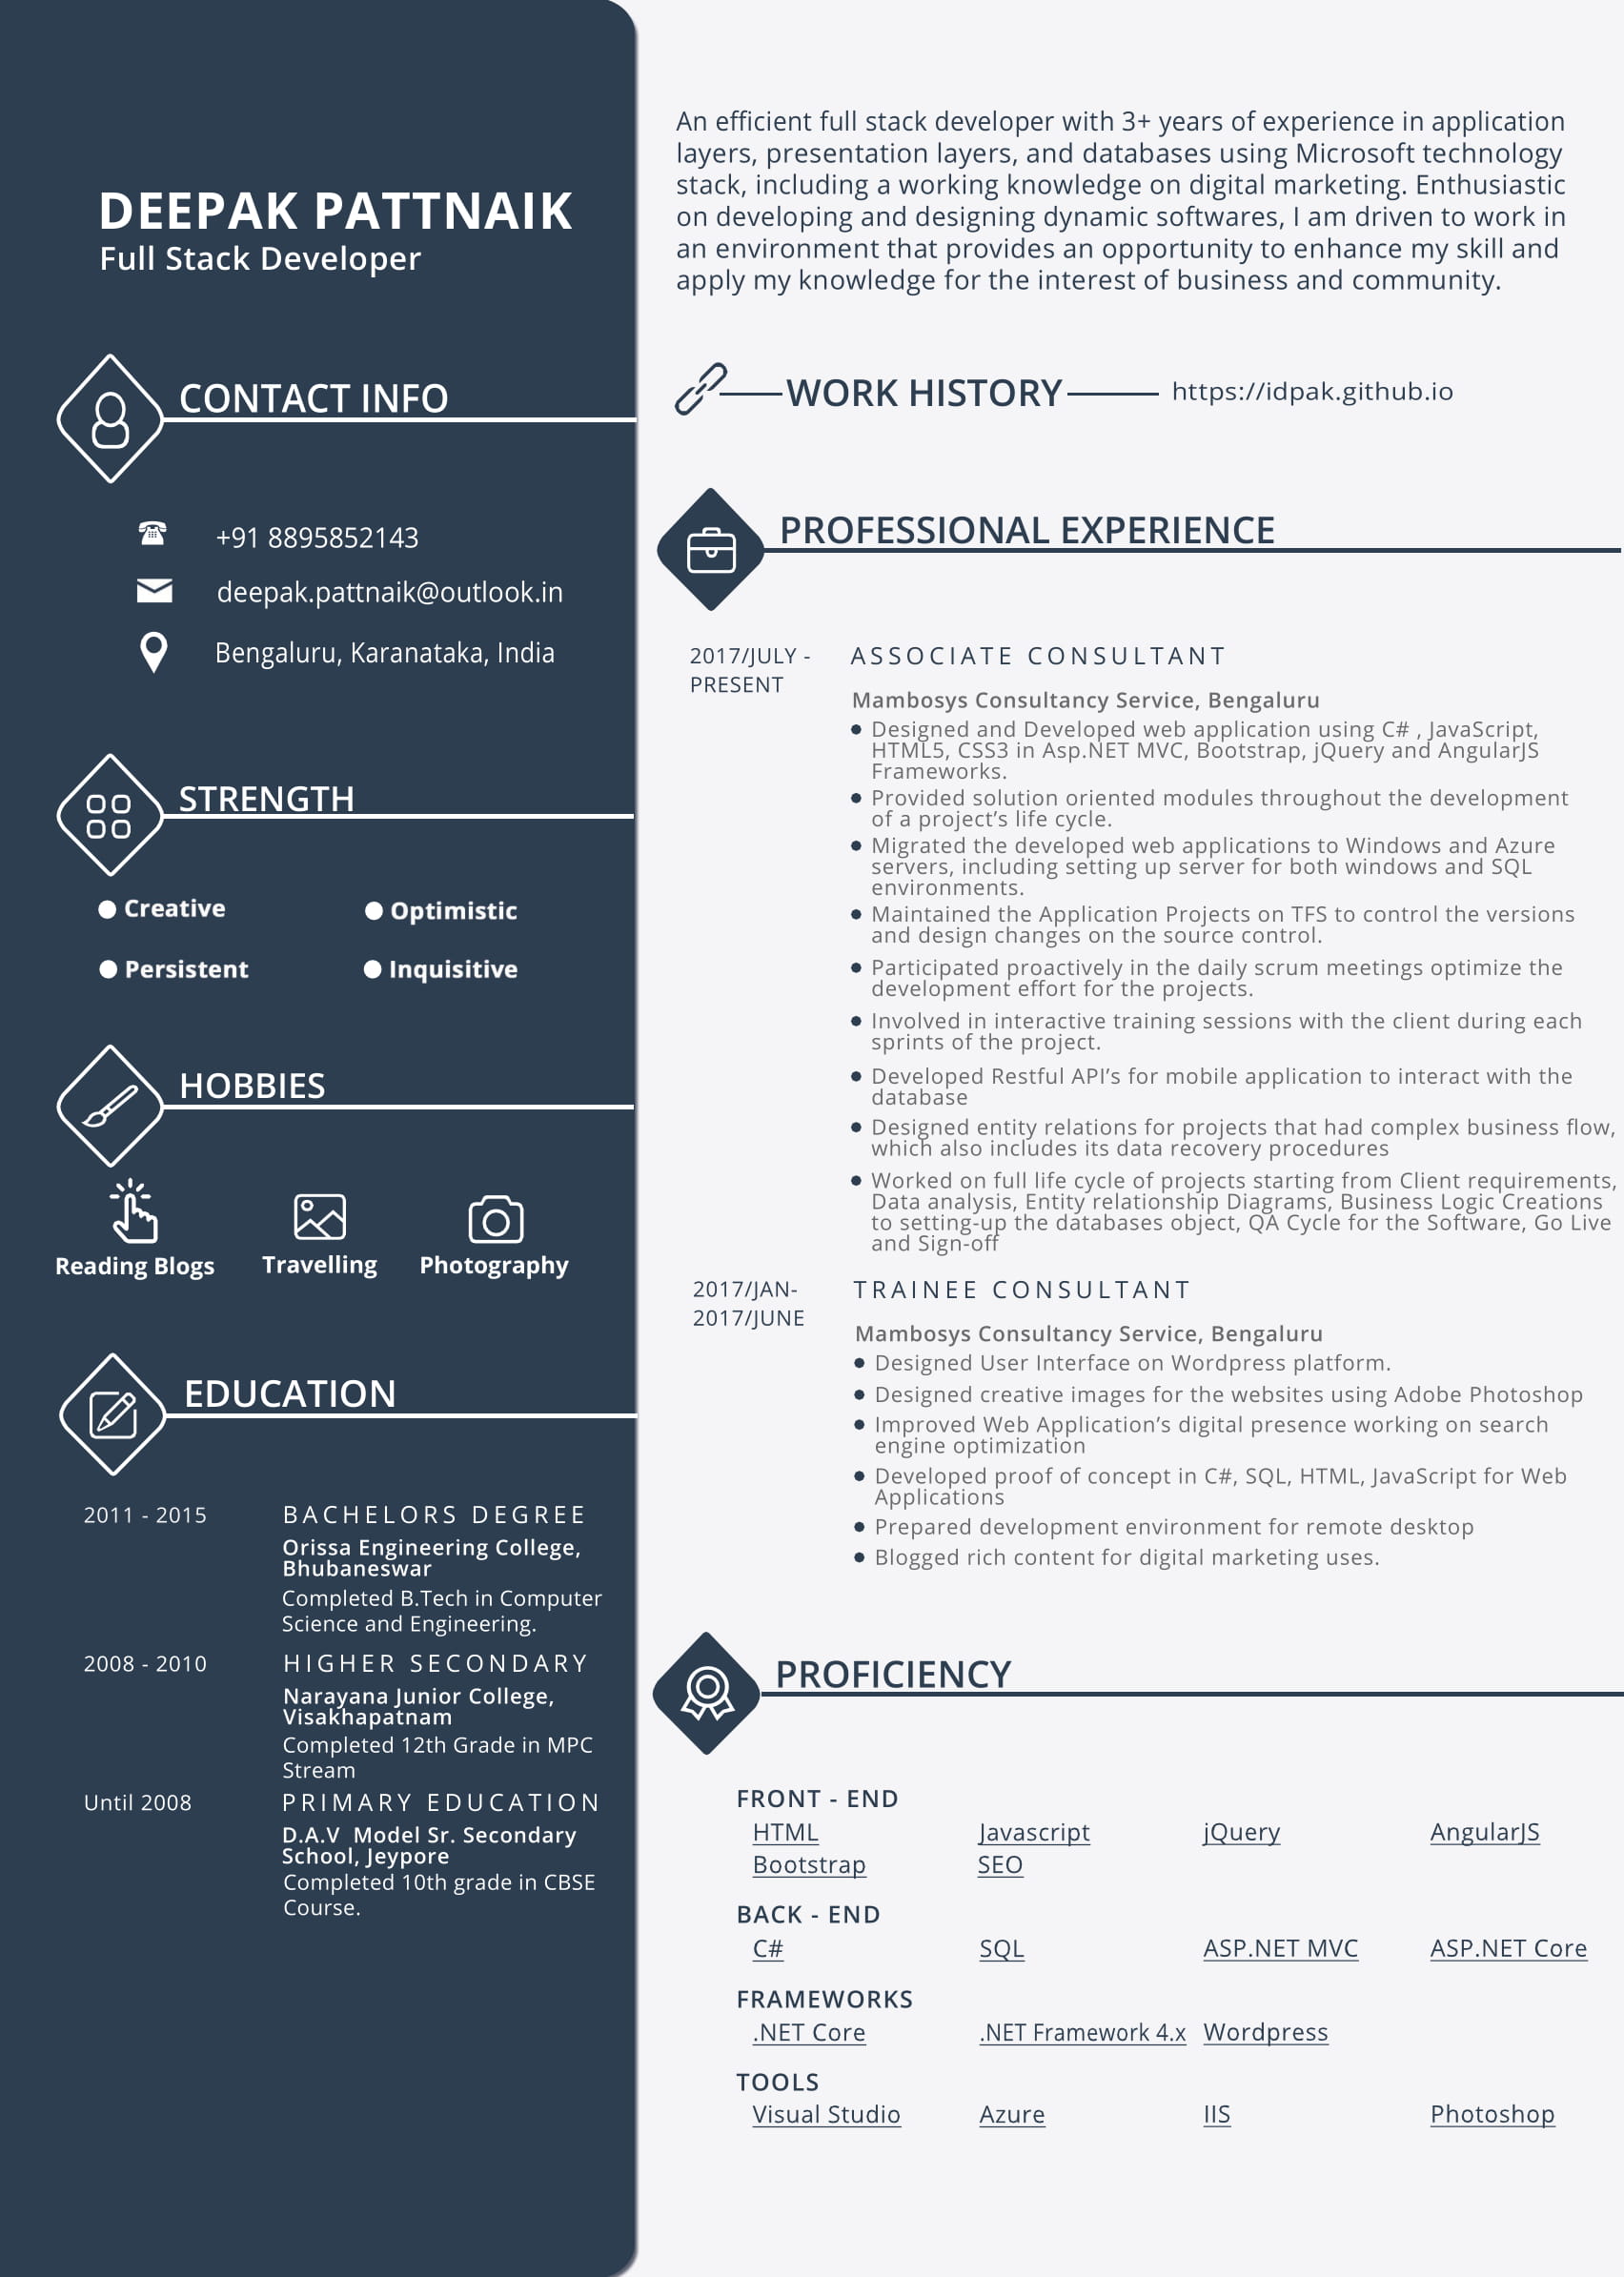 DEEPAK PATTNAIK
Full Stack Developer
CONTACT INFO
+91 8895852143
deepak.pattnaik@outlook.in
Bengaluru, Karanataka, India
STRENGTH
Creative
Optimistic
Persistent
Inquisitive
HOBBIES
Reading Blogs
Travelling
Photography
EDUCATION
2011 - 2015
BACHELORS DEGREE
Orissa Engineering College,
Bhubaneswar
Completed B.Tech in Computer
Science and Engineering.
2008 - 2010
HIGHER SECONDARY
Narayana Junior College,
Visakhapatnam
Completed 12th Grade in MPC
Stream
Until 2008
PRIMARY EDUCATION
D.A.V Model Sr. Secondary
School, Jeypore
Completed 10th grade in CBSE
Course.
An efficient full stack developer with 3+ years of experience in application
layers, presentation layers, and databases using Microsoft technology
stack, including a working knowledge on digital marketing. Enthusiastic
on developing and designing dynamic softwares, I am driven to work in
an environment that provides an opportunity to enhance my skill and
apply my knowledge for the interest of business and community.
WORK HISTORY
https://idpak.github.io
PROFESSIONAL EXPERIENCE
2017/JULY -
PRESENT
ASSOCIATE CONSULTANT
Mambosys Consultancy Service, Bengaluru
● Designed and Developed web application using C# , JavaScript,
HTML5, CSS3 in Asp.NET MVC, Bootstrap, jQuery and AngularJS
Frameworks.
● Provided solution oriented modules throughout the development
of a project’s life cycle.
● Migrated the developed web applications to Windows and Azure
servers, including setting up server for both windows and SQL
environments.
● Maintained the Application Projects on TFS to control the versions
and design changes on the source control.
● Participated proactively in the daily scrum meetings optimize the
development effort for the projects.
● Involved in interactive training sessions with the client during each
sprints of the project.
● Developed Restful API’s for mobile application to interact with the
database
● Designed entity relations for projects that had complex business flow,
which also includes its data recovery procedures
● Worked on full life cycle of projects starting from Client requirements,
Data analysis, Entity relationship Diagrams, Business Logic Creations
to setting-up the databases object, QA Cycle for the Software, Go Live
and Sign-off
2017/JAN-
2017/JUNE
TRAINEE CONSULTANT
Mambosys Consultancy Service, Bengaluru
● Designed User Interface on Wordpress platform.
● Designed creative images for the websites using Adobe Photoshop
● Improved Web Application’s digital presence working on search
engine optimization
● Developed proof of concept in C#, SQL, HTML, JavaScript for Web
Applications
● Prepared development environment for remote desktop
● Blogged rich content for digital marketing uses.
PROFICIENCY
FRONT - END
HTML Javascript jQuery AngularJS
Bootstrap SEO
BACK - END
C# SQL ASP.NET MVC ASP.NET Core
FRAMEWORKS
.NET Core .NET Framework 4.x Wordpress
TOOLS
Visual Studio Azure IIS Photoshop